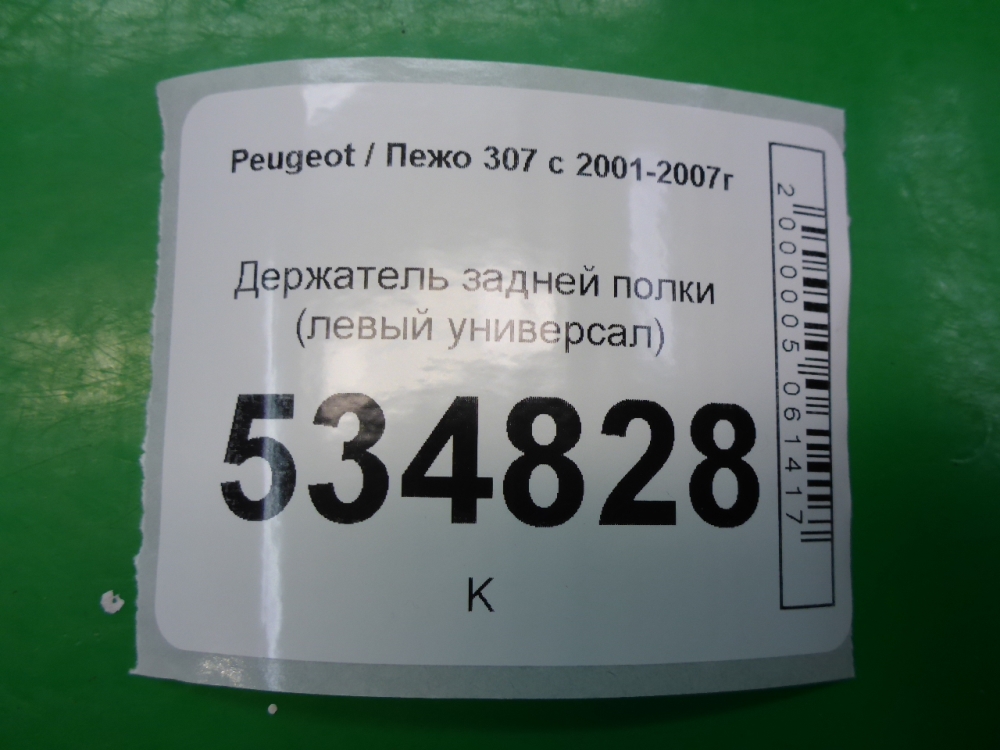 Peugeot / Пежо 307 с 2001-2007г
Держатель задней полки
(левый универсал)
534828
К
2000005061417